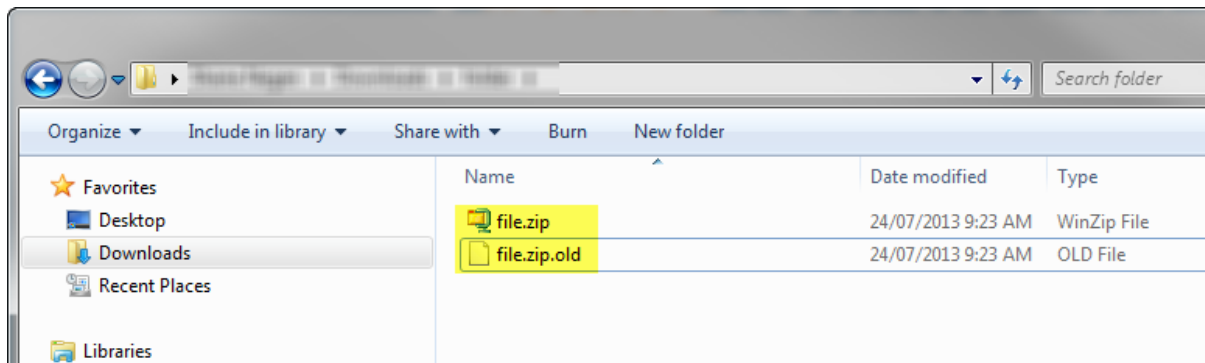 Search folder
Organize Include in library Share with Burn New folder
Favorites
Desktop
Downloads
Recent Places
Libraries
Name Date modified Type
file.zip 24/07/2013 9:23 AM WinZip File
file.zip.old 24/07/2013 9:23 AM OLD File